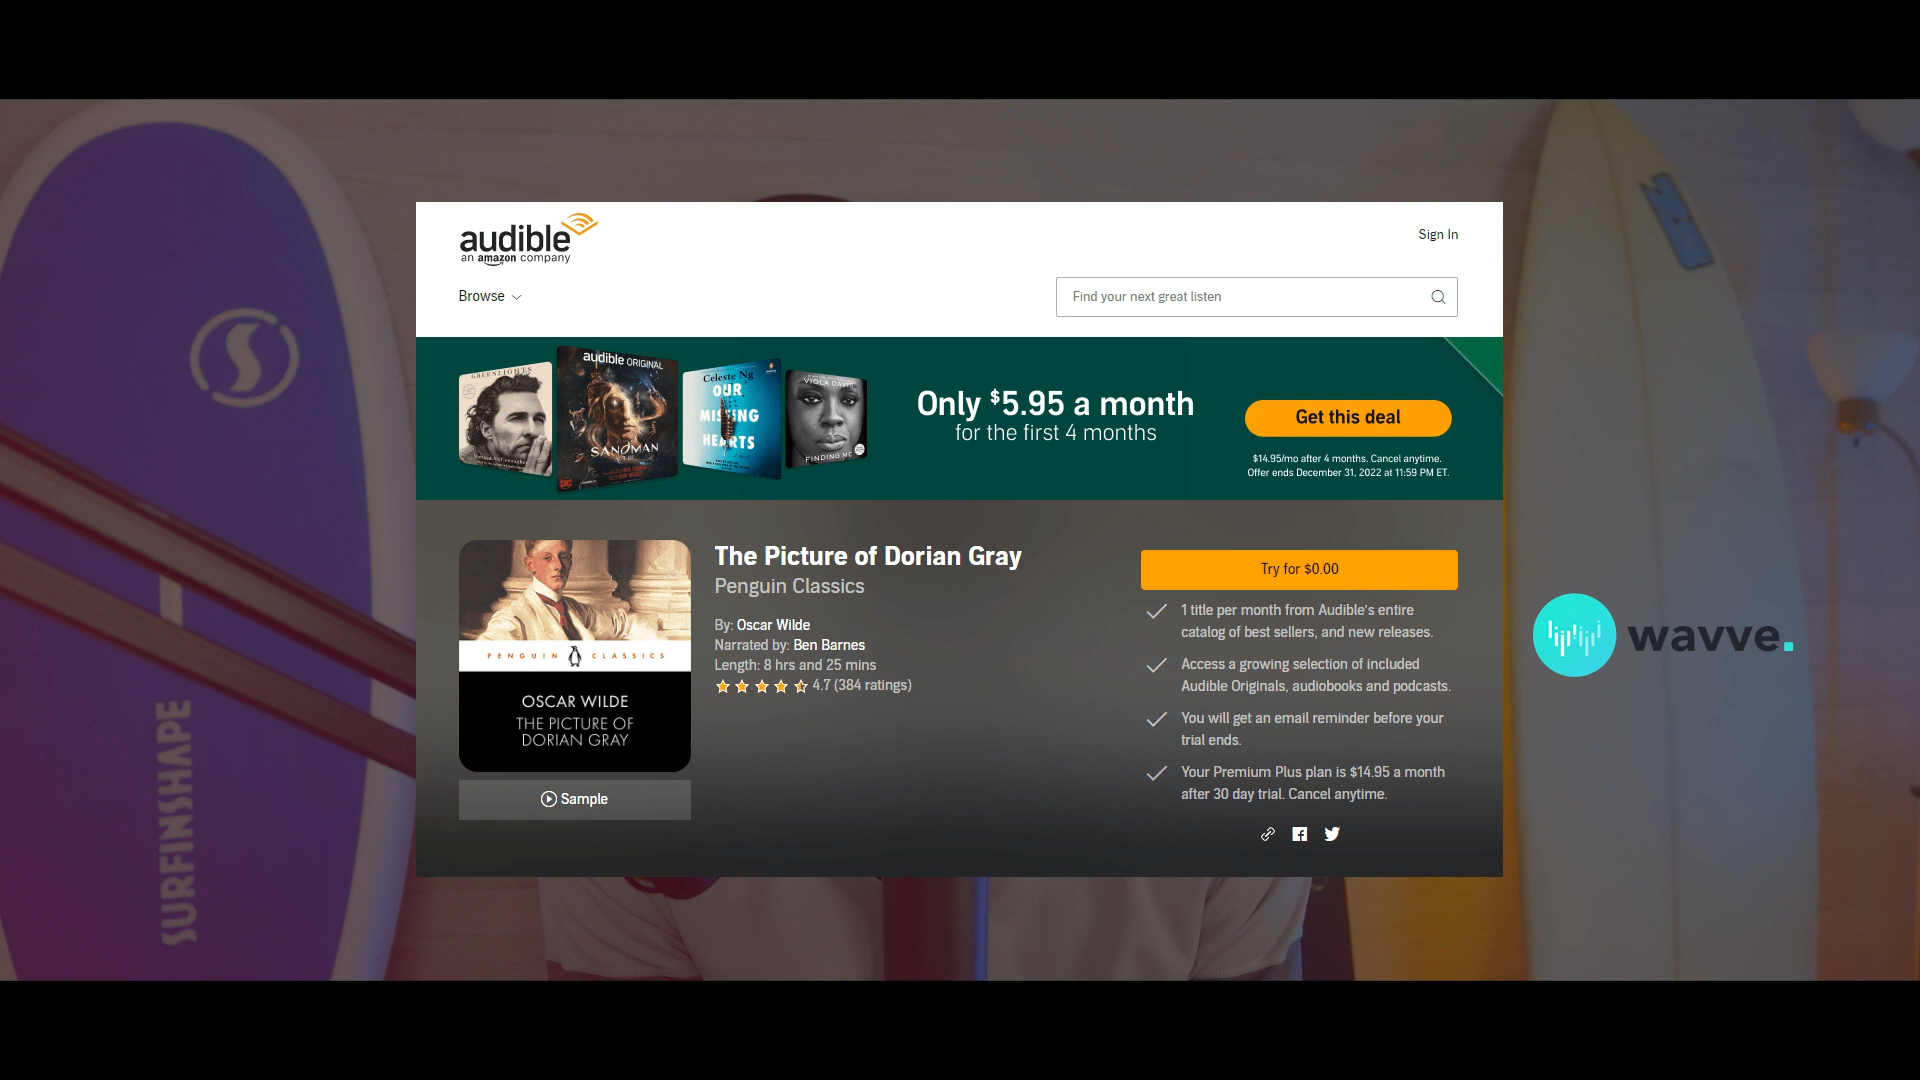 audible
an amazon company
Sign In
Browse
Find your next great listen
GREENLIGHTS
audible ORIGINAL
SANDMAN
DC
Celeste Ng
OUR
MISSING
HEARTS
VIOLA DAVIS
FINDING ME
Only $5.95 a month
for the first 4 months
Get this deal
$14.95/mo after 4 months. Cancel anytime.
Offer ends December 31, 2022 at 11:59 PM ET.
PENGUIN CLASSICS
OSCAR WILDE
THE PICTURE OF
DORIAN GRAY
Sample
The Picture of Dorian Gray
Penguin Classics
By: Oscar Wilde
Narrated by: Ben Barnes
Length: 8 hrs and 25 mins
4.7 (384 ratings)
Try for $0.00
1 title per month from Audible's entire
catalog of best sellers, and new releases.
Access a growing selection of included
Audible Originals, audiobooks and podcasts.
You will get an email reminder before your
trial ends.
Your Premium Plus plan is $14.95 a month
after 30 day trial. Cancel anytime.
wavve.
SURFINSHAPE